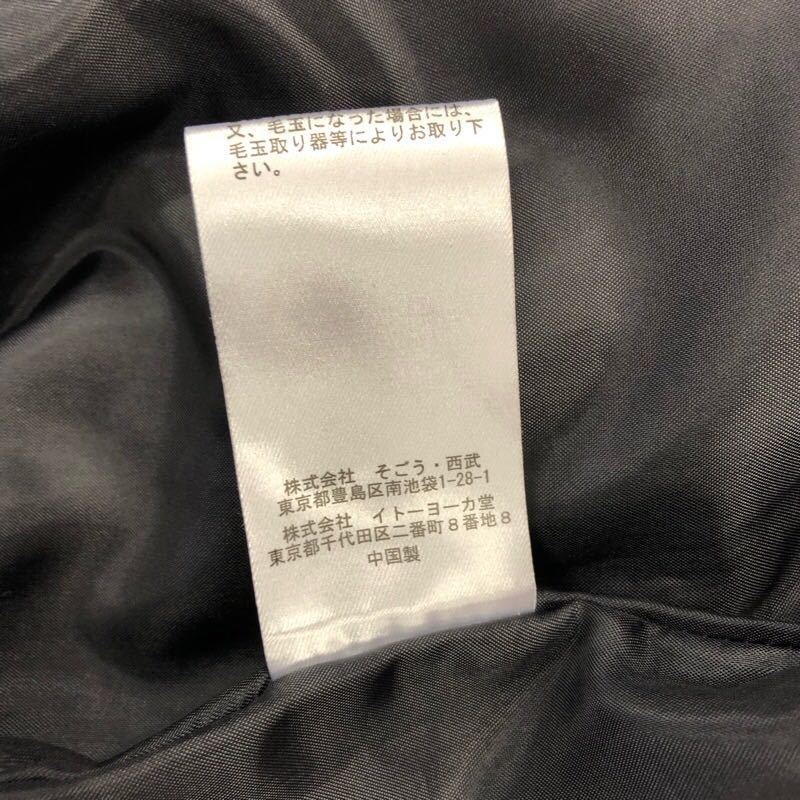 又、毛玉になった場合には、
毛玉取り器等によりお取り下
さい。
株式会社 そごう・西武
東京都豊島区南池袋1-28-1
株式会社 イトーヨーカ堂
東京都千代田区二番町8番地8
中国製